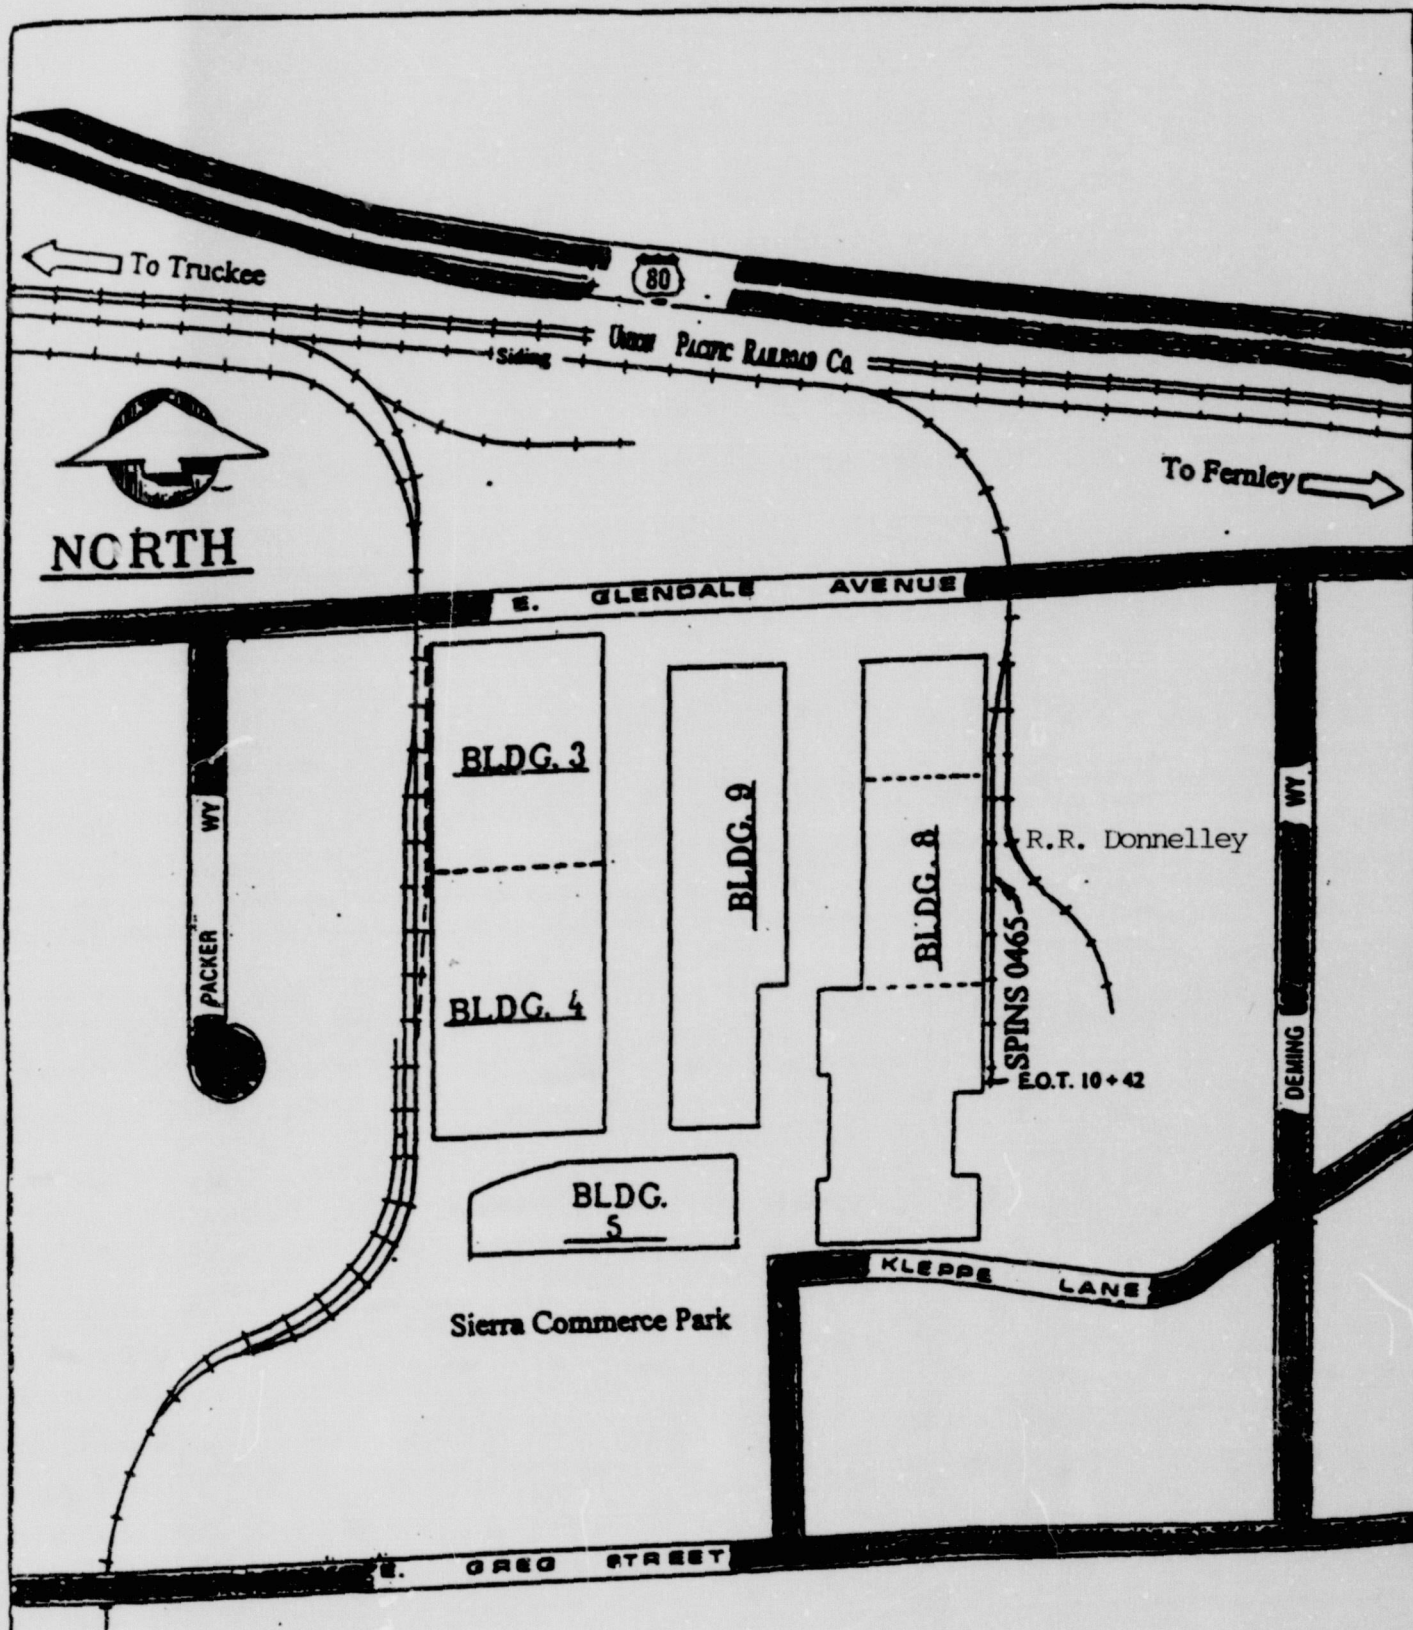 To Truckee
80
UNION PACIFIC RAILROAD Co.
Siding
To Fernley
NORTH
E. GLENDALE AVENUE
BLDG. 3
BLDG. 9
BLDG. 8
R.R. Donnelley
PACKER WY
DEMING WY
BLDG. 4
SPINS 0465
E.O.T. 10+42
BLDG.
5
KLEPPE LANE
Sierra Commerce Park
E. GREG STREET